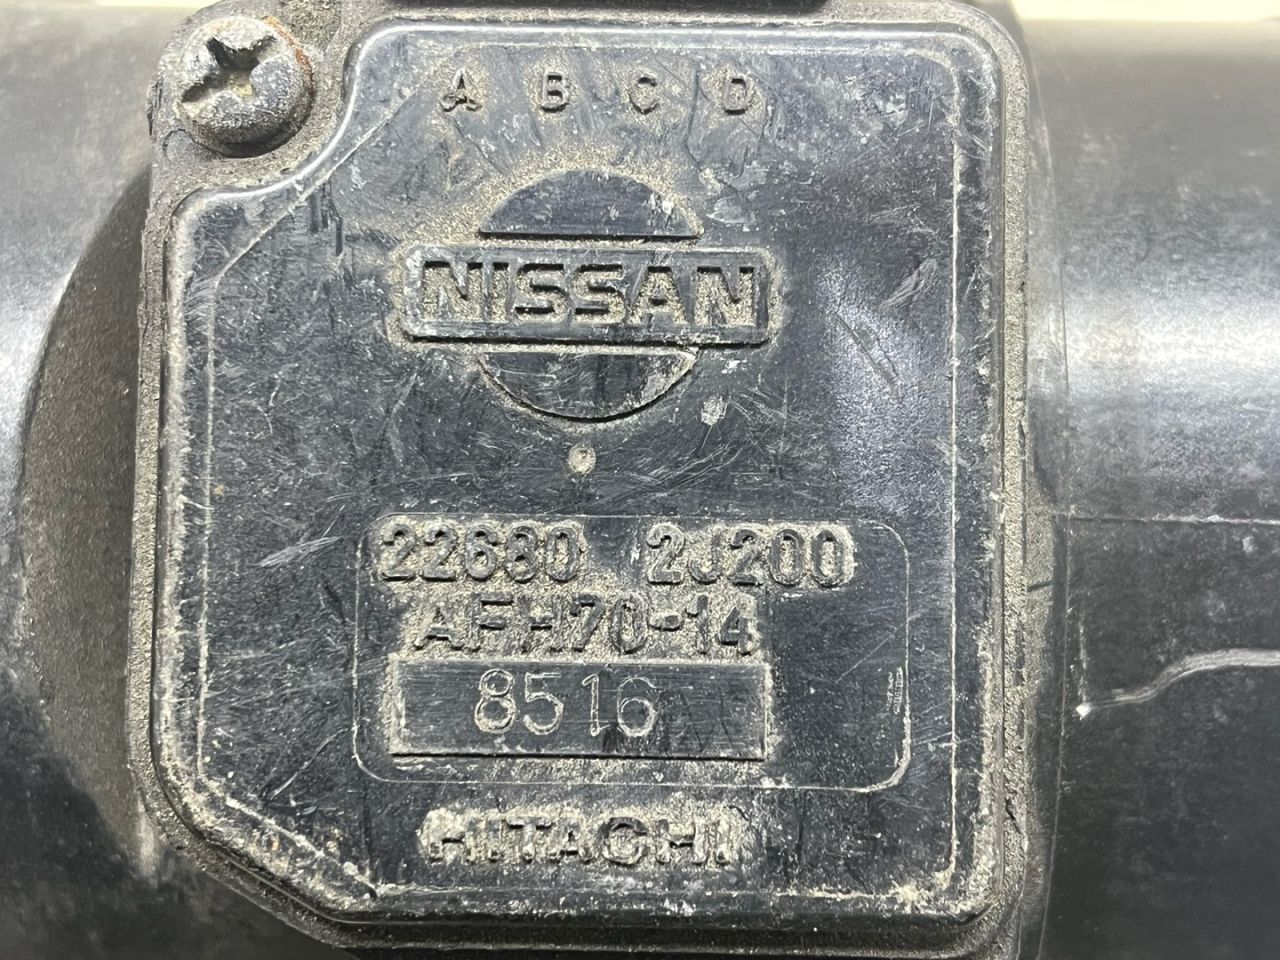 A B C D
NISSAN
22680 2J200
AFH70-14
8516
HITACHI